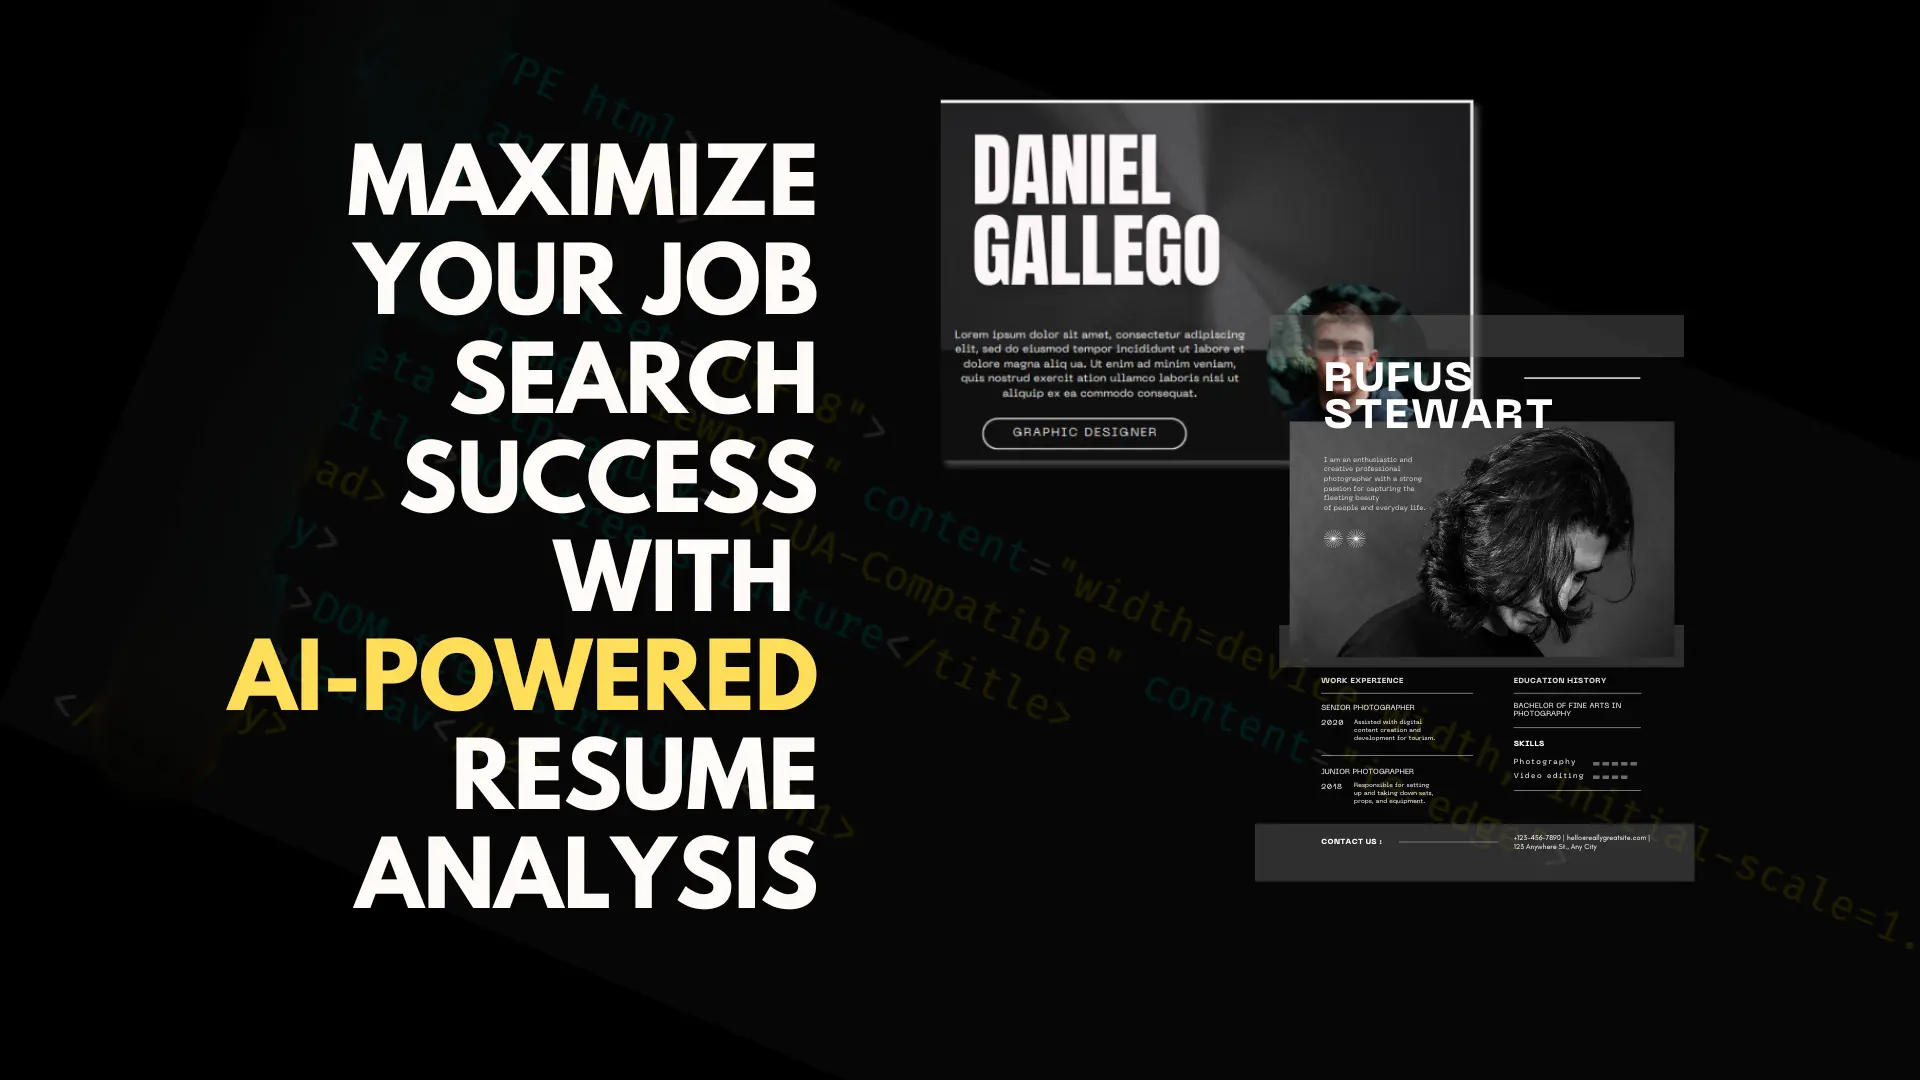 MAXIMIZE
YOUR JOB
SEARCH
SUCCESS
WITH
AI-POWERED
RESUME
ANALYSIS
DANIEL
GALLEGO
Lorem ipsum dolor sit amet, consectetur adipiscing
elit, sed do eiusmod tempor incididunt ut labore et
dolore magna aliq ua. Ut enim ad minim veniam,
quis nostrud exercit ation ullamco laboris nisi ut
aliquip ex ea commodo consequat.
GRAPHIC DESIGNER
RUFUS
STEWART
I am an enthusiastic and
creative professional
photographer with a strong
passion for capturing the
fleeting beauty
of people and everyday life.
WORK EXPERIENCE
SENIOR PHOTOGRAPHER
2020 Assisted with digital
content creation and
development for tourism.
JUNIOR PHOTOGRAPHER
2018 Responsible for setting
up and taking down sets,
props, and equipment.
EDUCATION HISTORY
BACHELOR OF FINE ARTS IN
PHOTOGRAPHY
SKILLS
Photography
Video editing
CONTACT US :
+123-456-7890 | hello@reallygreatsite.com |
123 Anywhere St., Any City
YPE html>
content="width=device-width, initial-scale=1.
X-UA-Compatible" content="ie=edge">
</title>